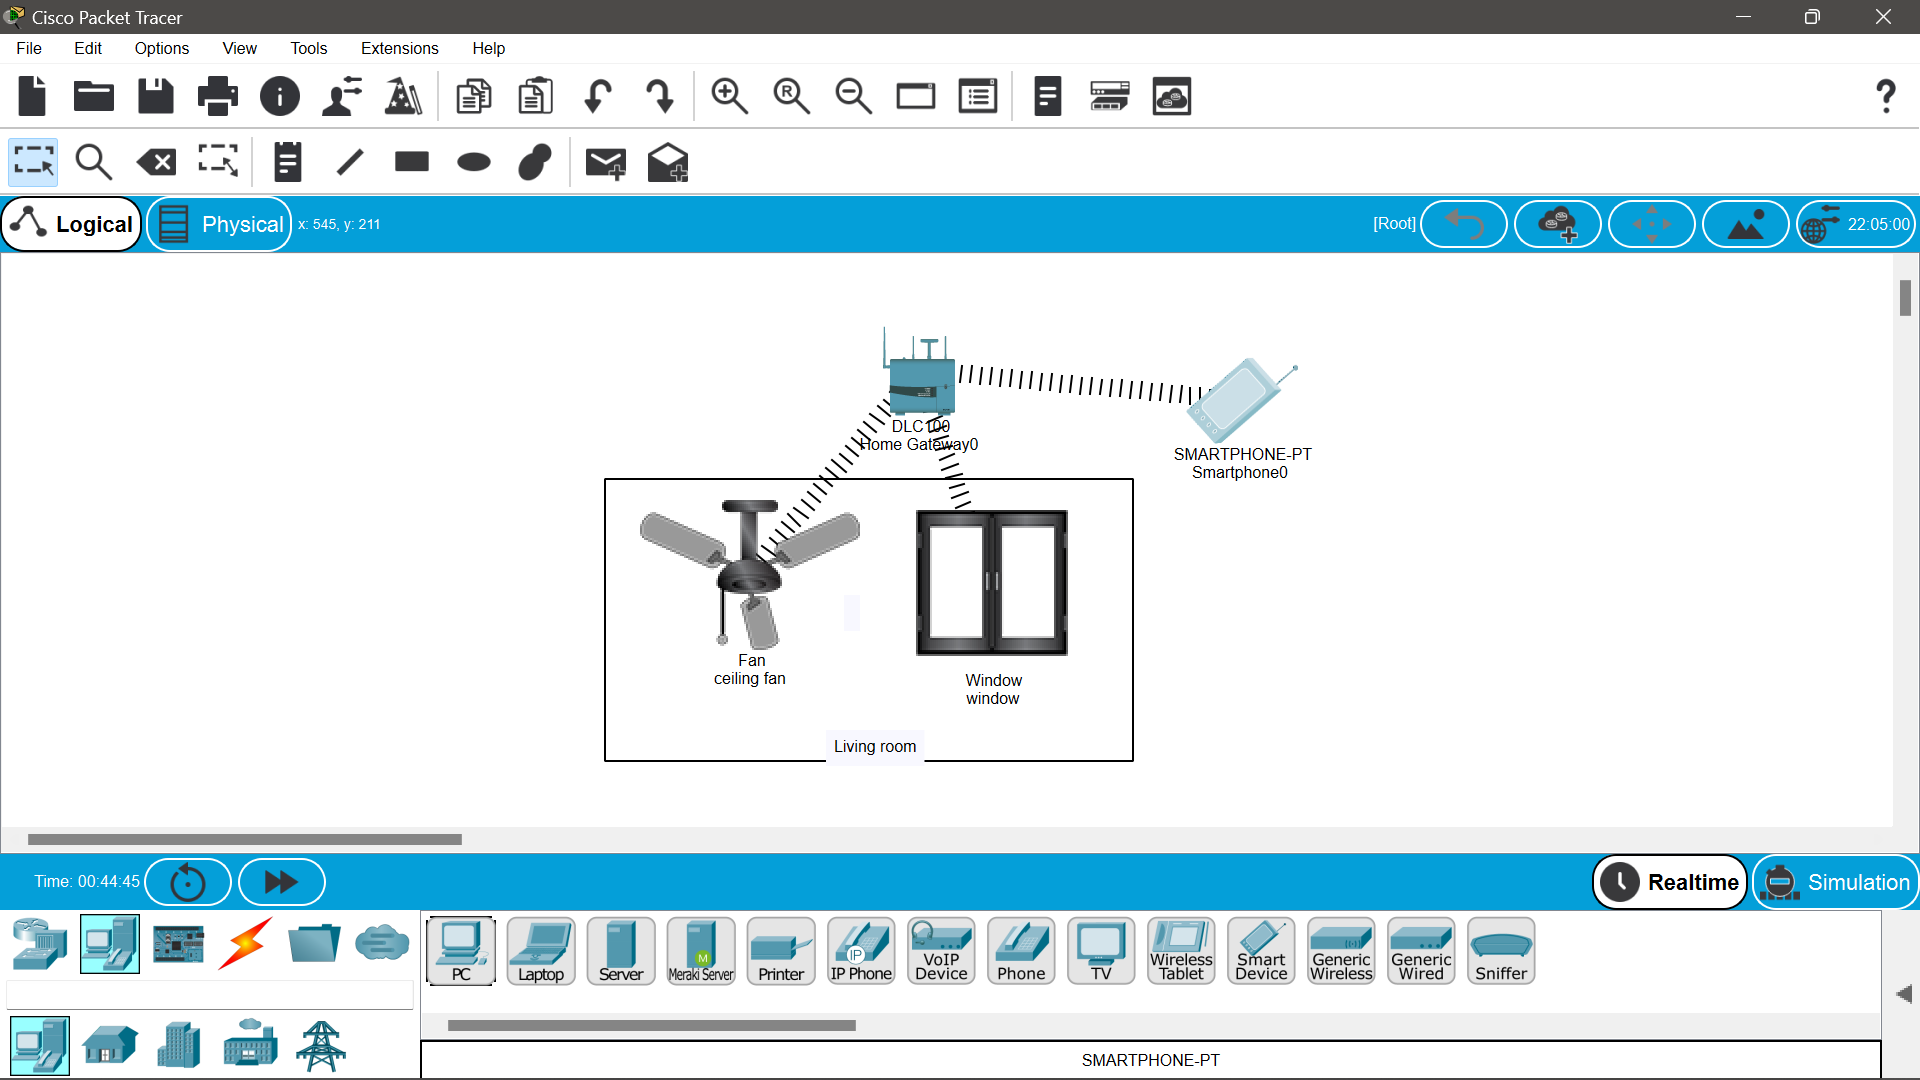 Cisco Packet Tracer
File Edit Options View Tools Extensions Help
Logical Physical x: 545, y: 211 [Root] 22:05:00
DLC100
Home Gateway0
SMARTPHONE-PT
Smartphone0
Fan
ceiling fan
Window
window
Living room
Time: 00:44:45 Realtime Simulation
PC Laptop Server Meraki Server Printer IP Phone VoIP Device Phone TV Wireless Tablet Smart Device Generic Wireless Generic Wired Sniffer
SMARTPHONE-PT